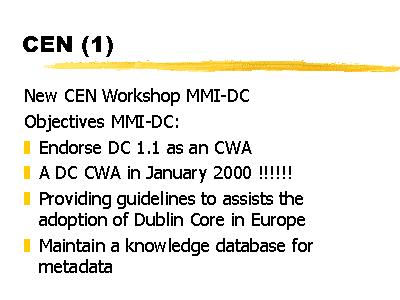 CEN (1)
New CEN Workshop MMI-DC
Objectives MMI-DC:
Endorse DC 1.1 as an CWA
A DC CWA in January 2000 !!!!!!
Providing guidelines to assists the
adoption of Dublin Core in Europe
Maintain a knowledge database for
metadata